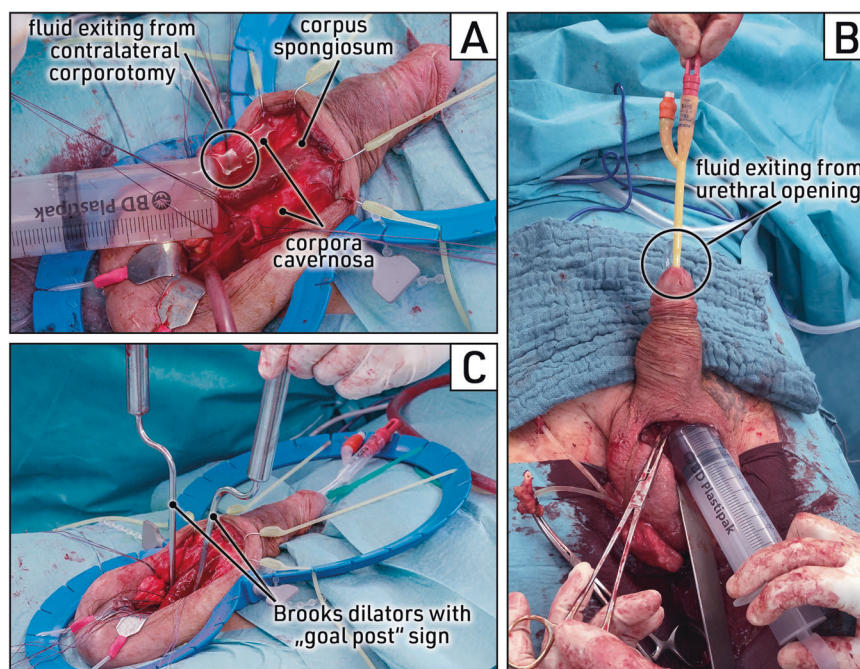 A
fluid exiting from
contralateral
corporotomy
corpus
spongiosum
BD Plastipak
corpora
cavernosa
B
fluid exiting from
urethral opening
BD Plastipak
C
Brooks dilators with
„goal post“ sign